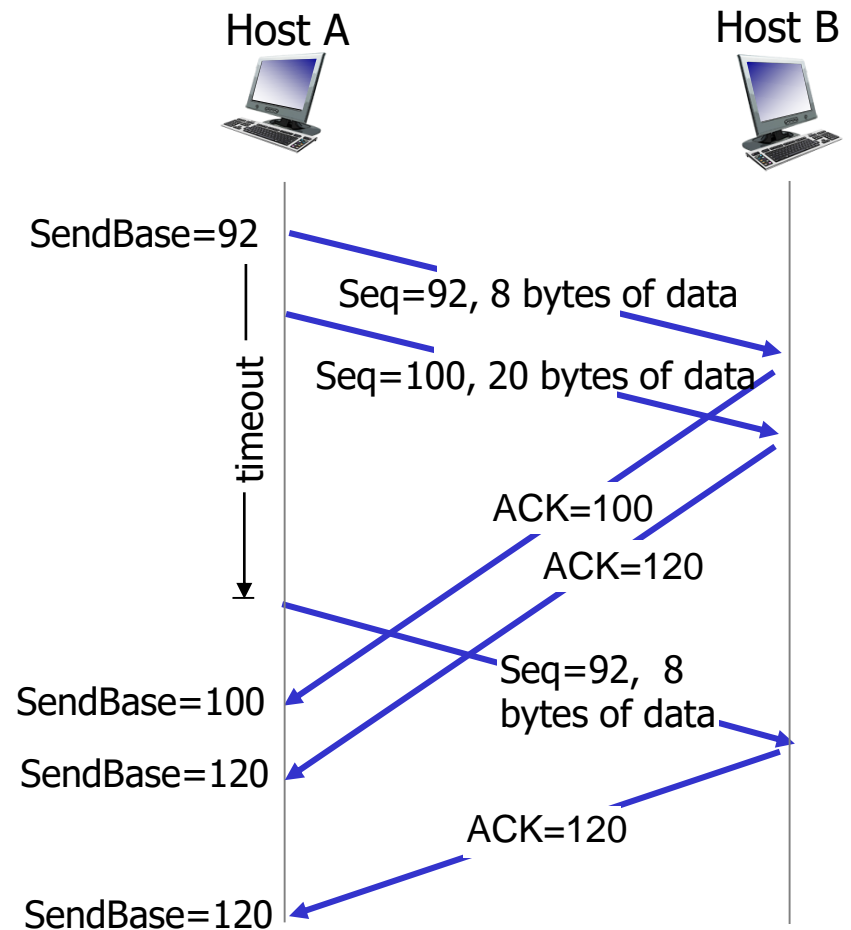 Host A
Host B
SendBase=92
Seq=92, 8 bytes of data
Seq=100, 20 bytes of data
timeout
ACK=100
ACK=120
Seq=92, 8
bytes of data
SendBase=100
SendBase=120
ACK=120
SendBase=120